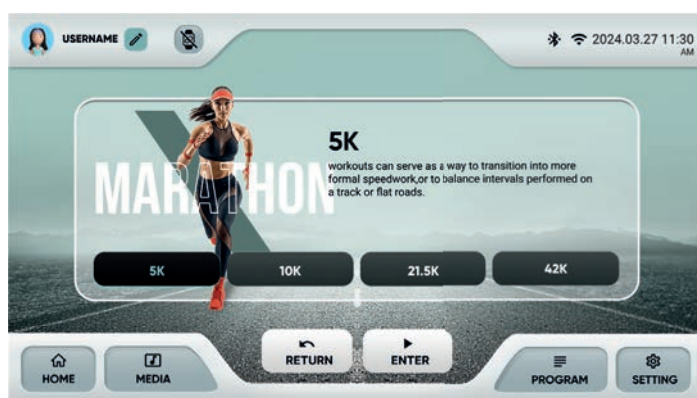 USERNAME
2024.03.27 11:30
AM
5K
MARATHON
workouts can serve as a way to transition into more
formal speedwork,or to balance intervals performed on
a track or flat roads.
5K
10K
21.5K
42K
RETURN
ENTER
HOME
MEDIA
PROGRAM
SETTING